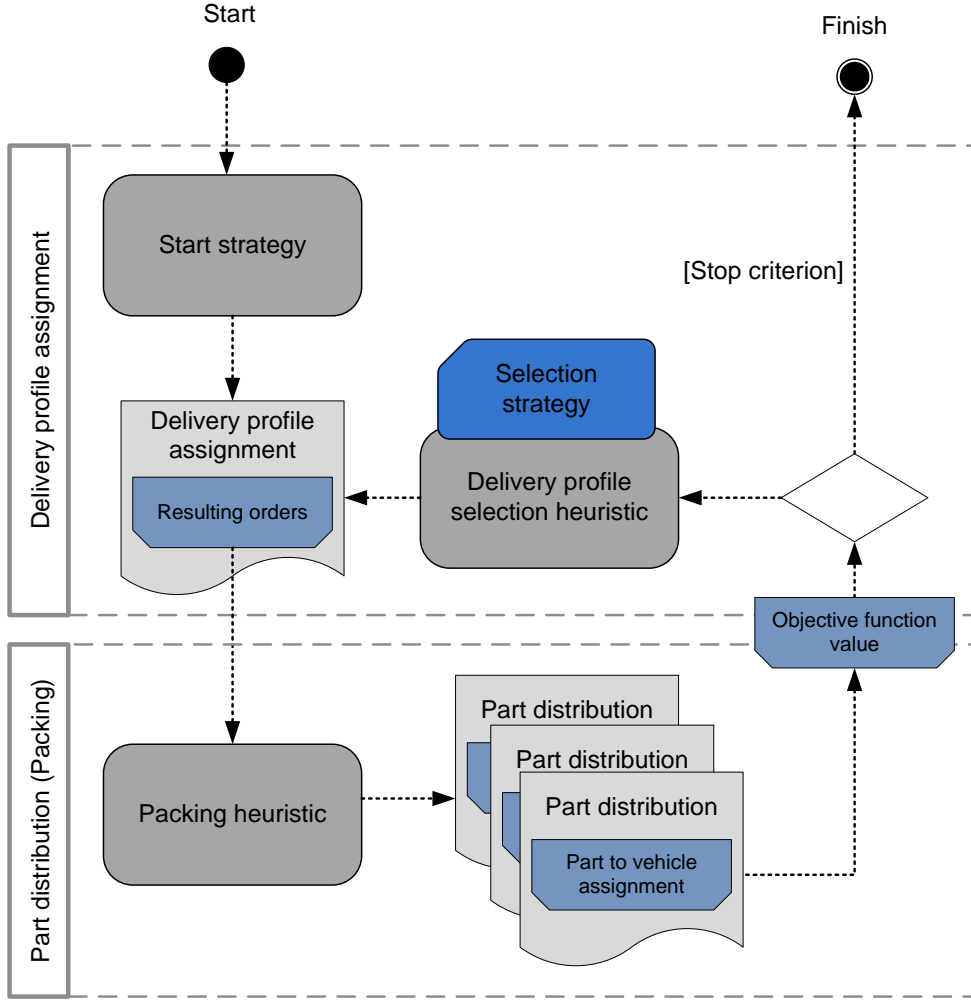 Start
Finish
Delivery profile assignment
Start strategy
[Stop criterion]
Selection
strategy
Delivery profile
assignment
Resulting orders
Delivery profile
selection heuristic
Objective function
value
Part distribution (Packing)
Packing heuristic
Part distribution
Part distribution
Part distribution
Part to vehicle
assignment